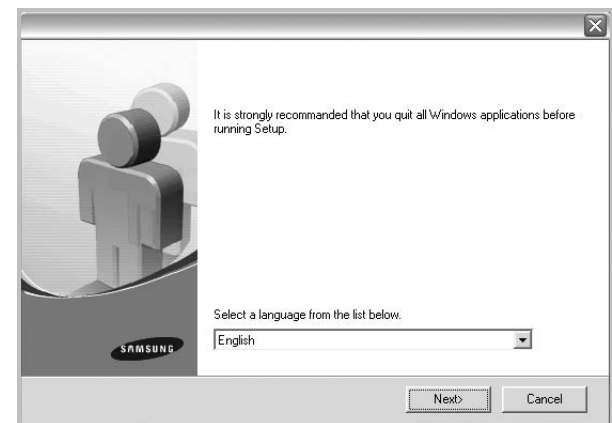 It is strongly recommanded that you quit all Windows applications before
running Setup.
Select a language from the list below.
English
SAMSUNG
Next>
Cancel